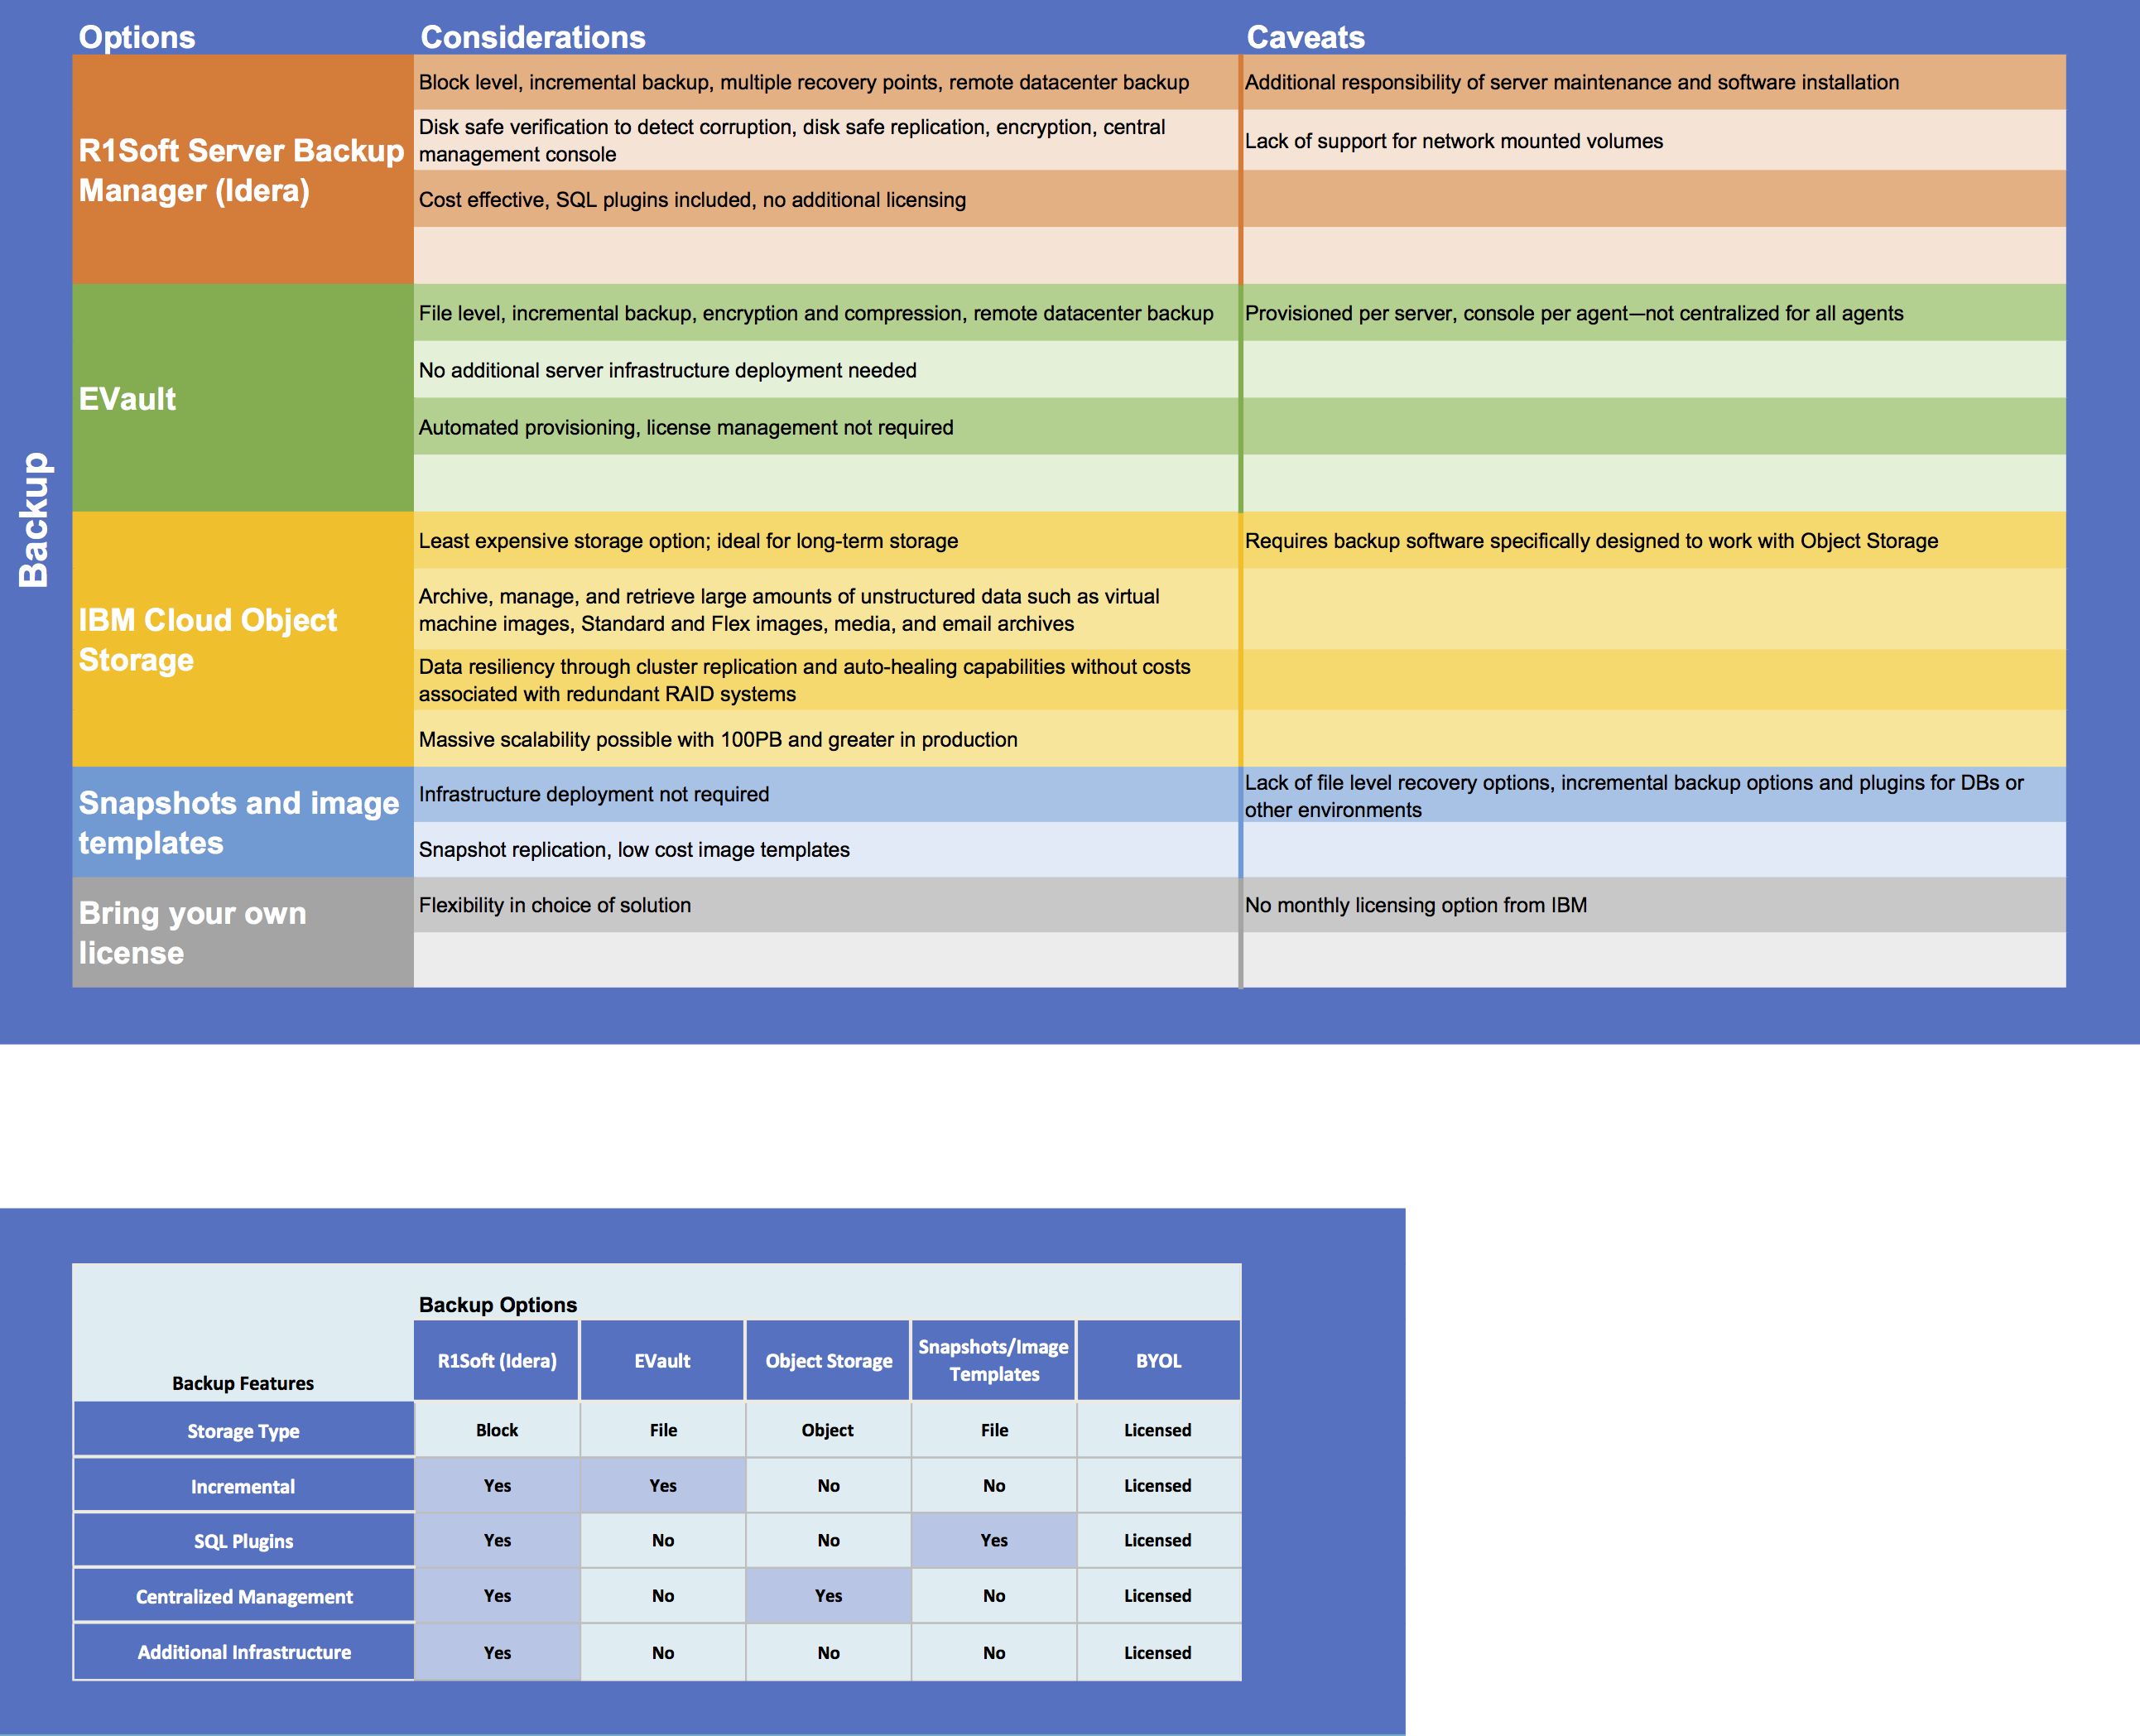 Backup
Options
Considerations
Caveats
R1Soft Server Backup
Manager (Idera)
Block level, incremental backup, multiple recovery points, remote datacenter backup
Additional responsibility of server maintenance and software installation
Disk safe verification to detect corruption, disk safe replication, encryption, central
management console
Lack of support for network mounted volumes
Cost effective, SQL plugins included, no additional licensing
EVault
File level, incremental backup, encryption and compression, remote datacenter backup
Provisioned per server, console per agent—not centralized for all agents
No additional server infrastructure deployment needed
Automated provisioning, license management not required
IBM Cloud Object
Storage
Least expensive storage option; ideal for long-term storage
Requires backup software specifically designed to work with Object Storage
Archive, manage, and retrieve large amounts of unstructured data such as virtual
machine images, Standard and Flex images, media, and email archives
Data resiliency through cluster replication and auto-healing capabilities without costs
associated with redundant RAID systems
Massive scalability possible with 100PB and greater in production
Snapshots and image
templates
Infrastructure deployment not required
Lack of file level recovery options, incremental backup options and plugins for DBs or
other environments
Snapshot replication, low cost image templates
Bring your own
license
Flexibility in choice of solution
No monthly licensing option from IBM
Backup Options
Backup Features
R1Soft (Idera)
EVault
Object Storage
Snapshots/Image
Templates
BYOL
Storage Type
Block
File
Object
File
Licensed
Incremental
Yes
Yes
No
No
Licensed
SQL Plugins
Yes
No
No
Yes
Licensed
Centralized Management
Yes
No
Yes
No
Licensed
Additional Infrastructure
Yes
No
No
No
Licensed